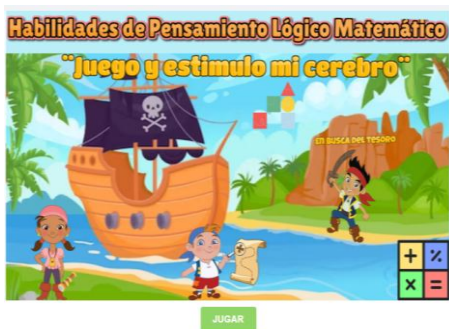 Habilidades de Pensamiento Lógico Matemático
"Juego y estimulo mi cerebro"
EN BUSCA DEL TESORO
+ %
× =
JUGAR